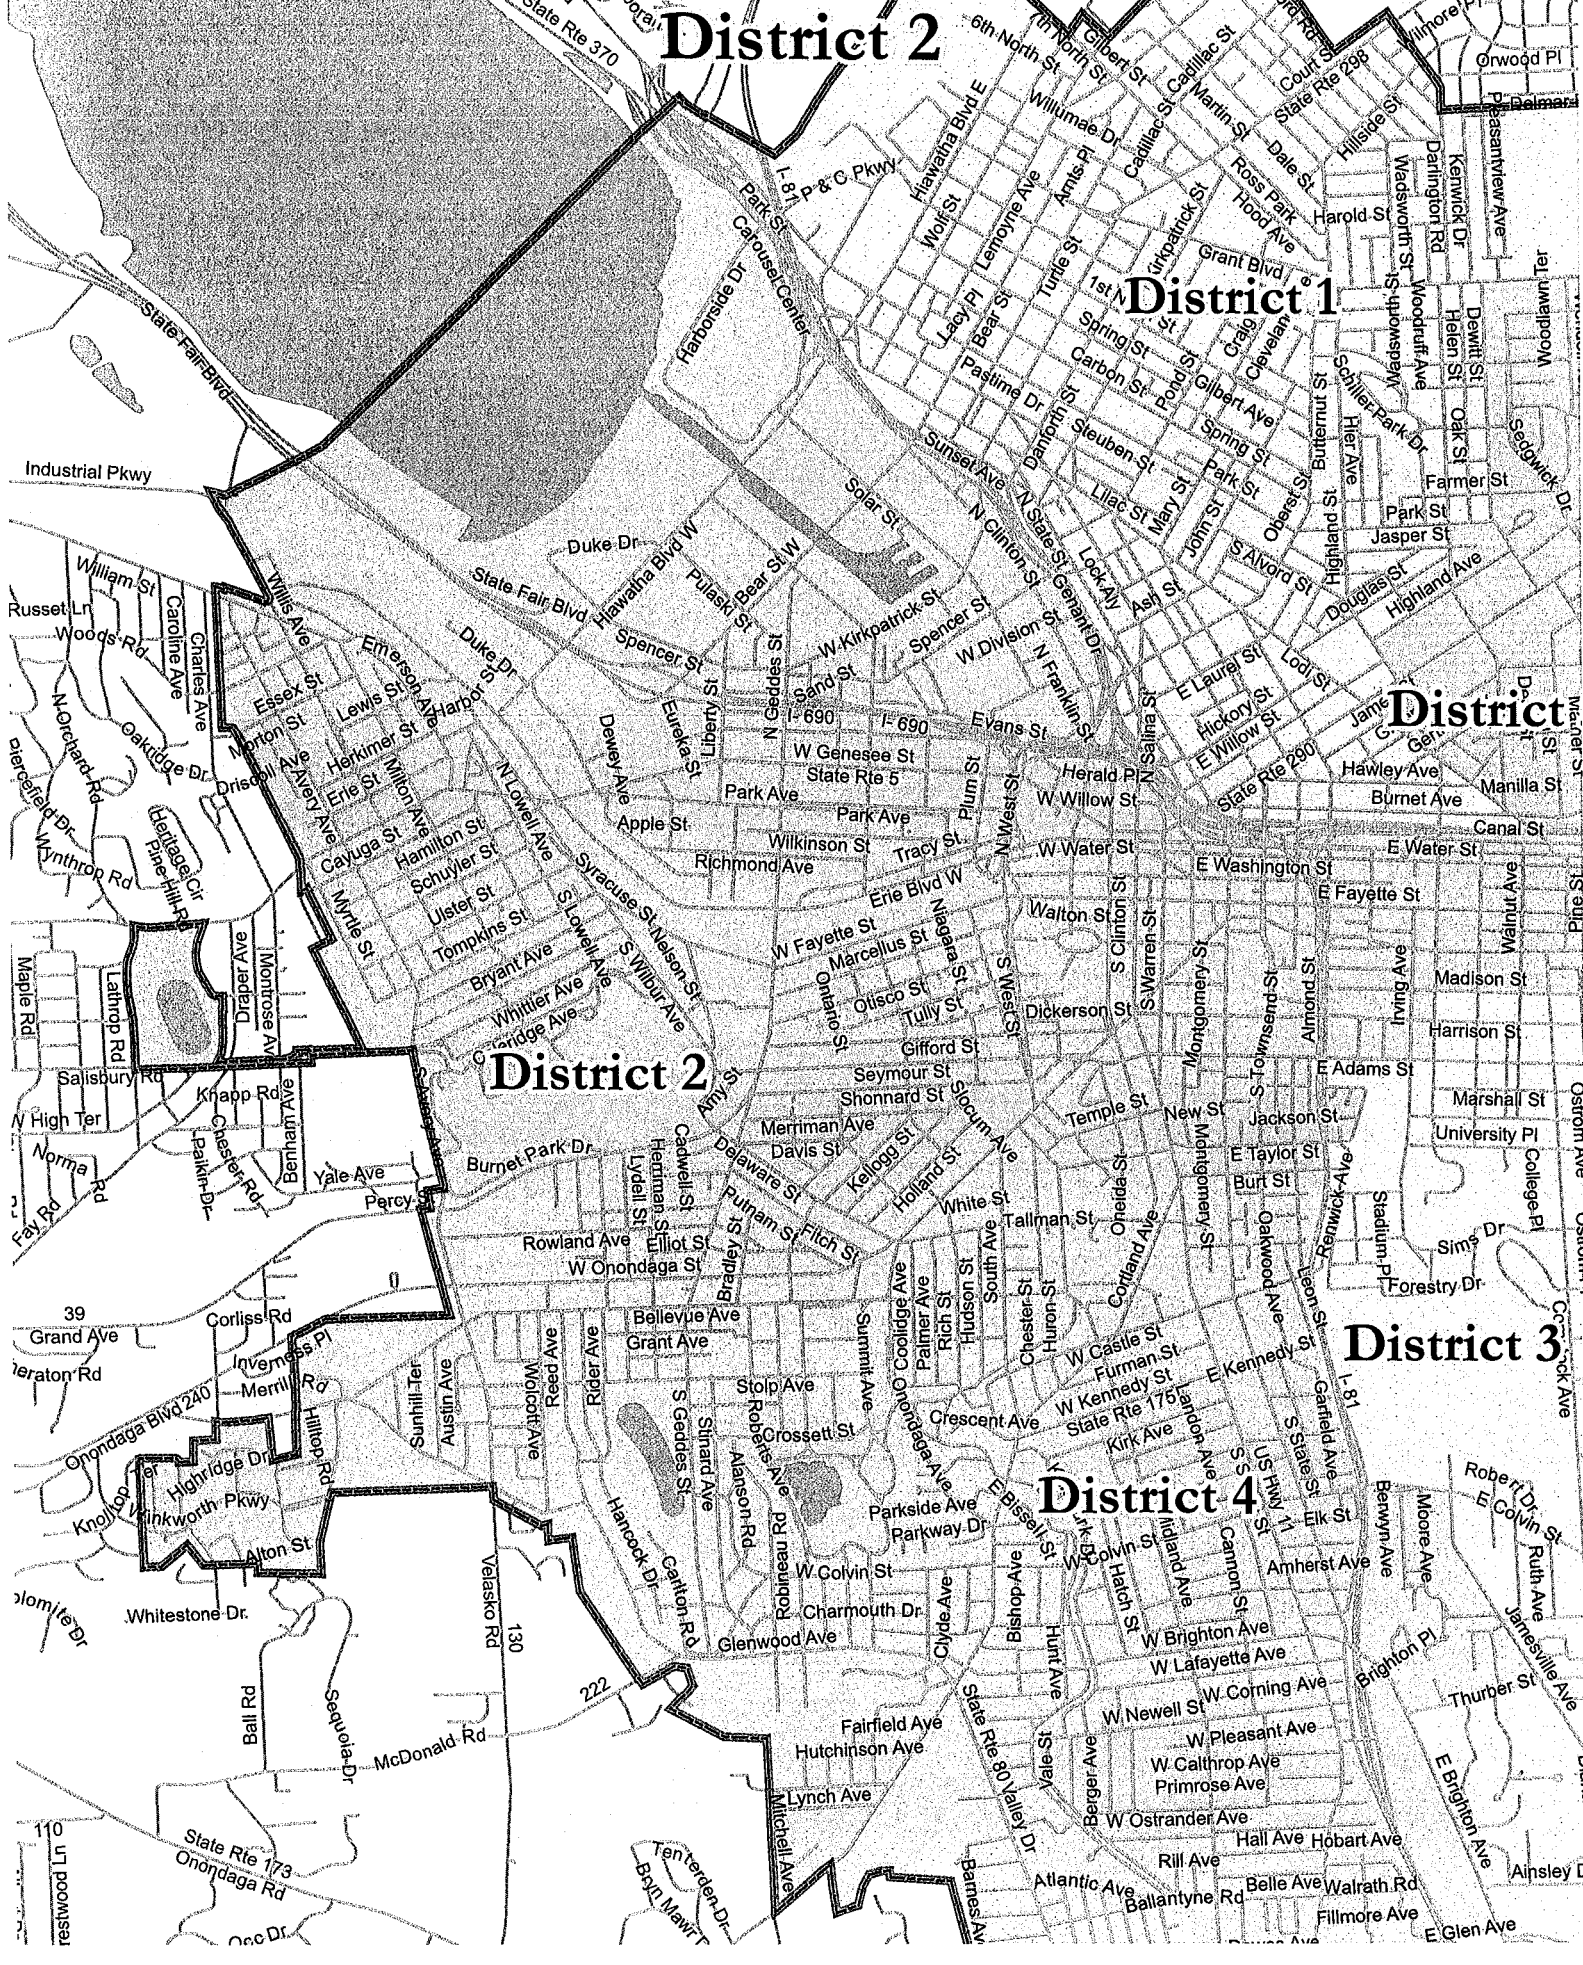 State Rte 370
District 2
6th North St
7th North St
Gilbert St
Cadillac St
Court St
State Rte 298
Orwood Pl
Willumae Dr
Martin St
Hillside St
Pleasantview Ave
Hiawatha Blvd E
Arnts Pl
Cadillac St
Dale St
Wadsworth St
Darlington Rd
Kenwick Dr
I-81
P & C Pkwy
Park St
Wolf St
Lemoyne Ave
Ross Park
Hood Ave
Harold St
Carousel Center
Harborside Dr
Turtle St
Kirkpatrick St
Grant Blvd
District 1
Lacy Pl
Bear St
Spring St
Craig
Wadsworth St
Woodruff Ave
Helen St
Dewitt St
Woodlawn Ter
State Fair Blvd
Pastime Dr
Carbon St
Pond St
Gilbert Ave
Butternut St
Schiller Park Dr
Danforth St
Steuben St
Spring St
Hier Ave
Oak St
Sedgwick Dr
Industrial Pkwy
Sunset Ave
Park St
Farmer St
Solar St
Lilac St
Mary St
John St
Oberst St
Highland St
Park St
Jasper St
N Clinton St
N State St
Duke Dr
Hiawatha Blvd W
Lock Aly
S Alvord St
Genant Dr
Ash St
Douglas St
Highland Ave
William St
Willis Ave
State Fair Blvd
Pulaski St
Bear St W
W Kirkpatrick St
Spencer St
W Division St
Russet Ln
Woods Rd
Caroline Ave
Charles Ave
Emerson Ave
Duke Dr
Spencer St
Sand St
N Franklin St
E Laurel St
Lodi St
Essex St
Lewis St
Harbor St
N Geddes St
Liberty St
Hickory St
N Salina St
District
N Orchard Rd
Oakridge Dr
Morton St
Herkimer St
Dewey Ave
Eureka St
I- 690
I- 690
Evans St
E Willow St
W Genesee St
State Rte 5
Herald Pl
State Rte 290
Hawley Ave
Manilla St
Driscoll Ave
Avery Ave
Erie St
Milton Ave
N Lowell Ave
Park Ave
Park Ave
Plum St
N West St
W Willow St
Burnet Ave
Piercefield Dr
Heritage Cir
Pine Hill Rd
Wynthrop Rd
Cayuga St
Hamilton St
Apple St
Wilkinson St
Tracy St
W Water St
Canal St
E Water St
Schuyler St
Richmond Ave
E Washington St
Syracuse St
Erie Blvd W
E Fayette St
Walnut Ave
Pine St
Myrtle St
Ulster St
S Lowell Ave
Niagara St
Walton St
S Clinton St
S Warren St
Tompkins St
Nelson St
W Fayette St
Marcellus St
Maple Rd
Lathrop Rd
Draper Ave
Montrose Av
Bryant Ave
S Wilbur Ave
S West St
Montgomery St
S Townsend St
Almond St
Irving Ave
Madison St
Whittier Ave
Ontario St
Otisco St
Tully St
Dickerson St
Harrison St
District 2
Gifford St
Seymour St
Shonnard St
E Adams St
Salisbury Rd
Knapp Rd
Benham Ave
Amy St
Slocum Ave
Temple St
New St
Jackson St
Marshall St
Ostrom Ave
W High Ter
Merriman Ave
Davis St
University Pl
Norma Rd
Parkin Dr
Chester Rd
Yale Ave
Percy
S Avery Ave
Burnet Park Dr
Cadwell St
Herriman St
Lydell St
Delaware St
Kellogg St
Holland St
Oneida St
Montgomery St
E Taylor St
Burt St
Renwick Ave
College Pl
Fay Rd
Putnam St
Fitch St
White St
Tallman St
Stadium Pl
Sims Dr
Rowland Ave
Elliot St
W Onondaga St
Bradley St
Cortland Ave
Oakwood Ave
Forestry Dr
39
Grand Ave
Corliss Rd
Bellevue Ave
Grant Ave
Summit Ave
Coolidge Ave
Palmer Ave
Rich St
Hudson St
South Ave
Chester St
Huron St
Leon St
District 3
Inverness Pl
Merrill Rd
W Castle St
Furman St
W Kennedy St
State Rte 175
E Kennedy St
I-81
Onondaga Blvd 240
Sunhill Ter
Austin Ave
Wolcott Ave
Reed Ave
Rider Ave
Stolp Ave
Crossett St
Onondaga Ave
Crescent Ave
Kirk Ave
Landon Ave
Garfield Ave
Hilltop Rd
Highridge Dr
Winkworth Pkwy
Knolltop Ter
Alton St
S Geddes St
Stinard Ave
Alanson Rd
Roberts Ave
Parkside Ave
Parkway Dr
E Bissell St
District 4
US Hwy 11
S State St
Elk St
Robert Dr
E Colvin St
Hancock Dr
Carlton Rd
Robineau Rd
W Colvin St
W Colvin St
Midland Ave
Cannon St
Amherst Ave
Berwyn Ave
Moore Ave
Ruth Ave
Whitestone Dr.
Velasko Rd
130
Charmouth Dr
Glenwood Ave
Clyde Ave
Bishop Ave
Hunt Ave
Hatch St
W Brighton Ave
W Lafayette Ave
Brighton Pl
Jamesville Ave
Thurber St
Ball Rd
Sequoia Dr
222
McDonald Rd
State Rte 80
Valley Dr
W Newell St
W Corning Ave
Fairfield Ave
Hutchinson Ave
Vale St
Berger Ave
W Pleasant Ave
W Calthrop Ave
Primrose Ave
E Brighton Ave
Lynch Ave
Mitchell Ave
W Ostrander Ave
110
State Rte 173
Onondaga Rd
Tenterden Dr
Bryn Mawr
Hall Ave
Hobart Ave
Rill Ave
Barnes Av
Atlantic Ave
Ballantyne Rd
Belle Ave
Walrath Rd
Ainsley D
Fillmore Ave
E Glen Ave